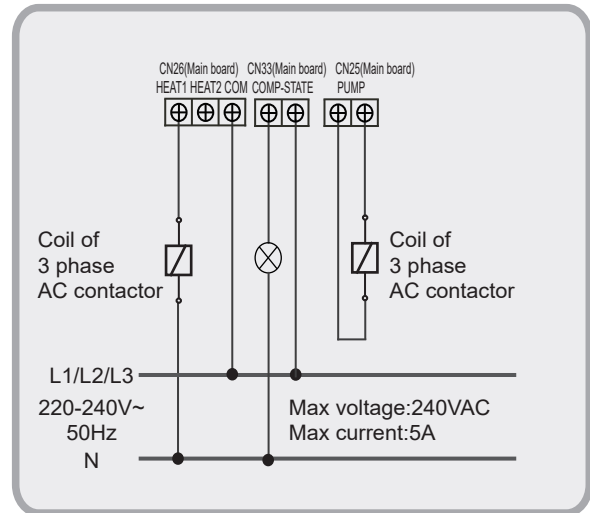 CN26(Main board) CN33(Main board) CN25(Main board)
HEAT1 HEAT2 COM COMP-STATE PUMP
Coil of
3 phase
AC contactor
Coil of
3 phase
AC contactor
L1/L2/L3
220-240V~
50Hz
N
Max voltage:240VAC
Max current:5A